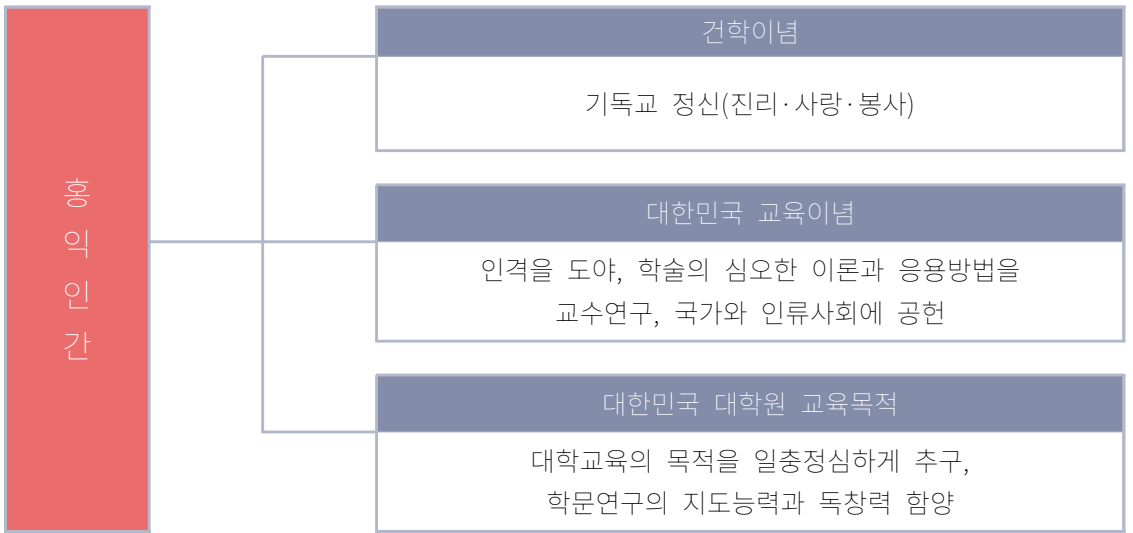 홍익인간
건학이념
기독교 정신(진리·사랑·봉사)
대한민국 교육이념
인격을 도야, 학술의 심오한 이론과 응용방법을
교수연구, 국가와 인류사회에 공헌
대한민국 대학원 교육목적
대학교육의 목적을 일충정심하게 추구,
학문연구의 지도능력과 독창력 함양